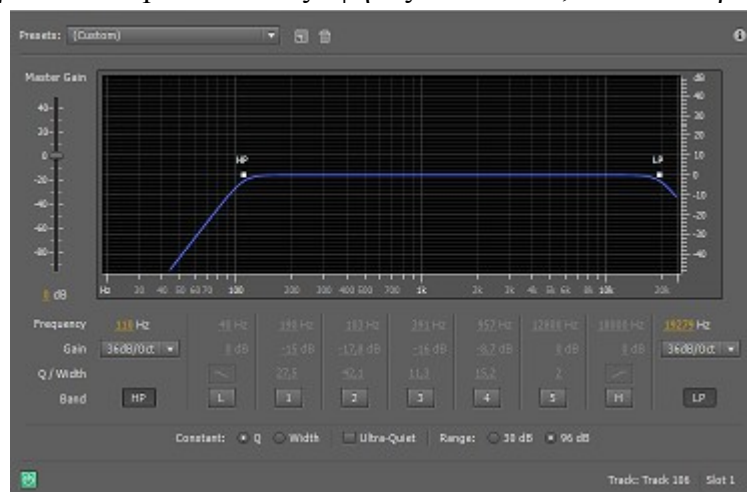 Presets: (Custom)
Master Gain
dB
40
30
20
10
0
-10
-20
-30
-40
40
20
0
-20
-40
-60
-80
0 dB
HP
LP
Hz 30 40 50 60 70 100 200 300 400 500 700 1k 2k 3k 4k 5k 6k 8k 10k 20k
Frequency 110 Hz 40 Hz 190 Hz 183 Hz 291 Hz 957 Hz 12800 Hz 18000 Hz 19279 Hz
Gain 36dB/Oct 0 dB -15 dB -17,8 dB -16 dB -8,7 dB 0 dB 0 dB 36dB/Oct
Q / Width 27,5 42,1 11,3 15,2 2
Band HP L 1 2 3 4 5 H LP
Constant: Q Width Ultra-Quiet Range: 30 dB 96 dB
Track: Track 106 Slot 1